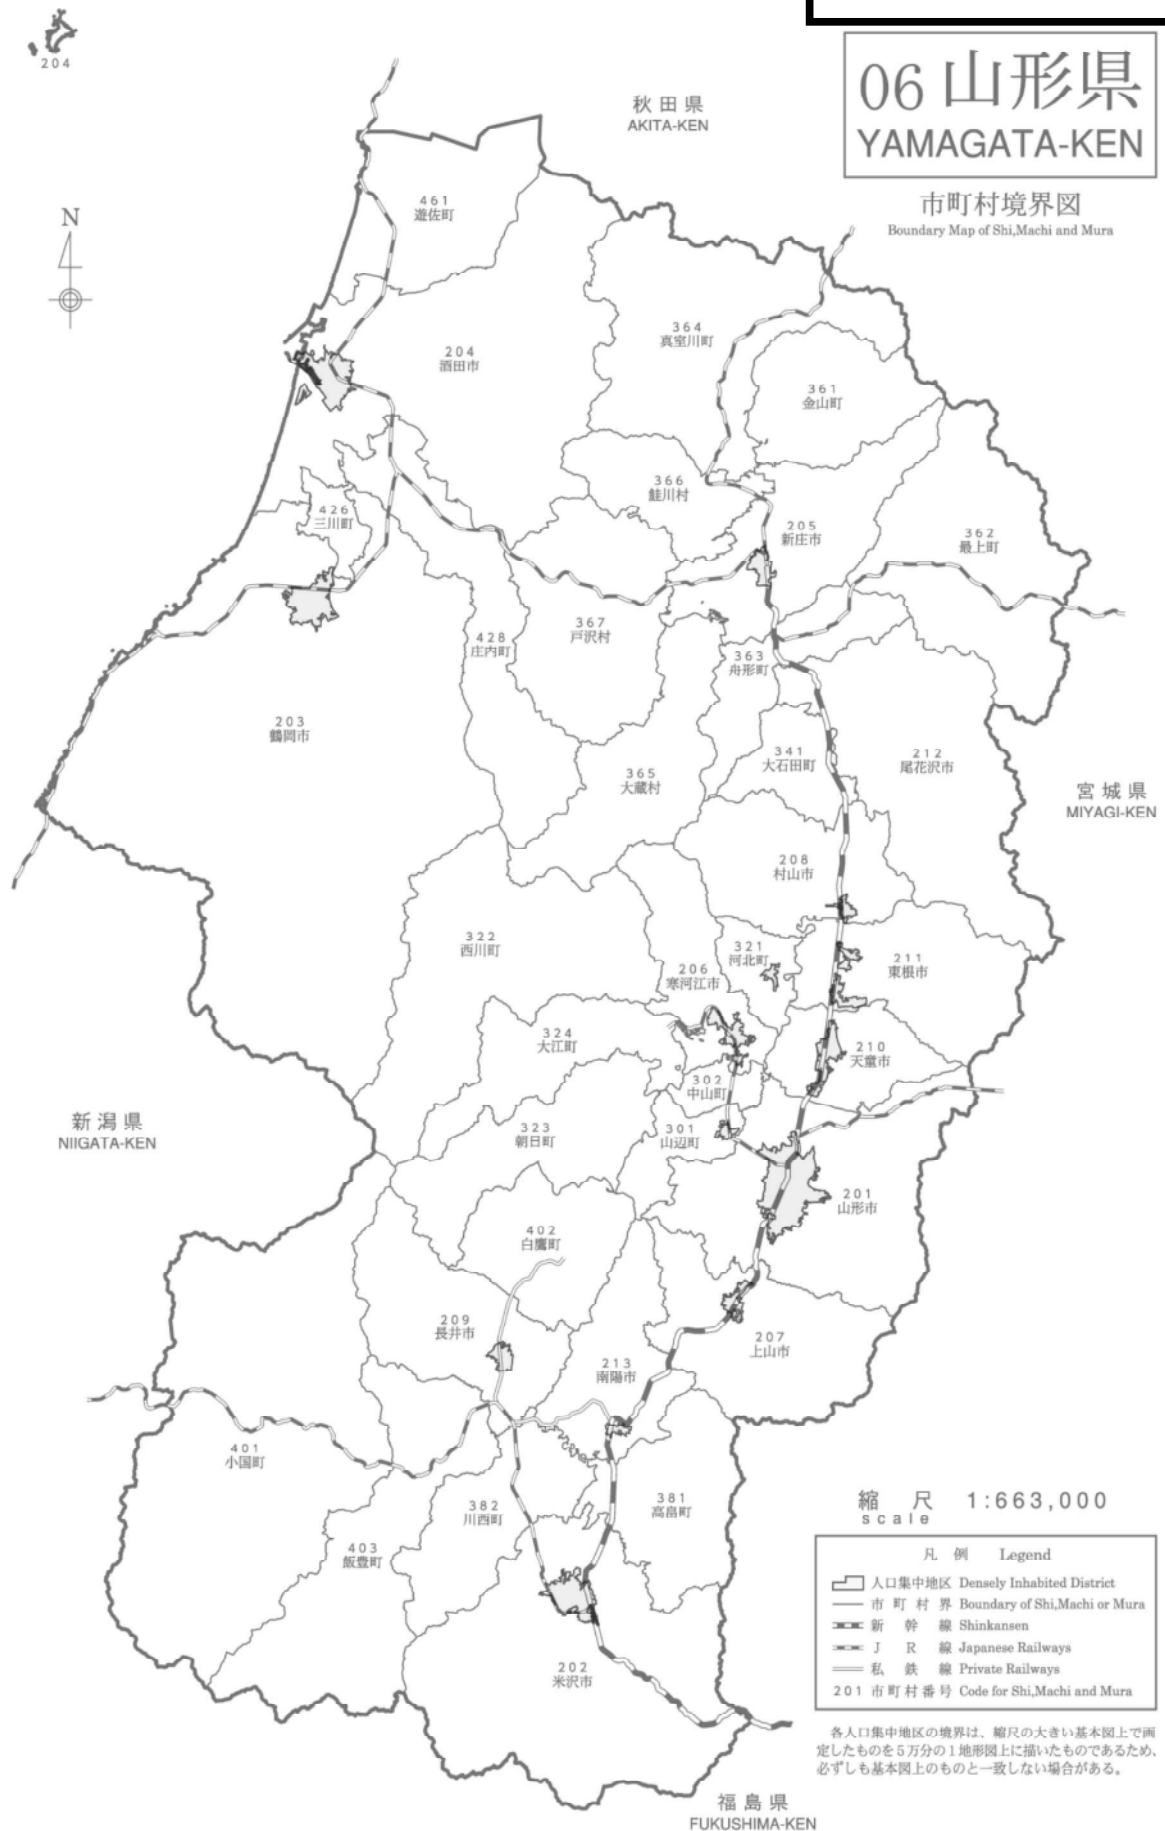 204
06 山形県
YAMAGATA-KEN
市町村境界図
Boundary Map of Shi,Machi and Mura
秋田県
AKITA-KEN
N
461
遊佐町
364
真室川町
204
酒田市
361
金山町
366
鮭川村
426
三川町
205
新庄市
362
最上町
367
戸沢村
428
庄内町
363
舟形町
203
鶴岡市
341
大石田町
212
尾花沢市
365
大蔵村
宮城県
MIYAGI-KEN
208
村山市
322
西川町
321
河北町
211
東根市
206
寒河江市
324
大江町
210
天童市
302
中山町
新潟県
NIIGATA-KEN
323
朝日町
301
山辺町
201
山形市
402
白鷹町
209
長井市
207
上山市
213
南陽市
401
小国町
382
川西町
381
高畠町
403
飯豊町
202
米沢市
縮尺 1:663,000
scale
凡例 Legend
人口集中地区 Densely Inhabited District
市町村界 Boundary of Shi,Machi or Mura
新幹線 Shinkansen
JR線 Japanese Railways
私鉄線 Private Railways
201 市町村番号 Code for Shi,Machi and Mura
各人口集中地区の境界は、縮尺の大きい基本図上で画
定したものを5万分の1地形図上に描いたものであるため、
必ずしも基本図上のものと一致しない場合がある。
福島県
FUKUSHIMA-KEN